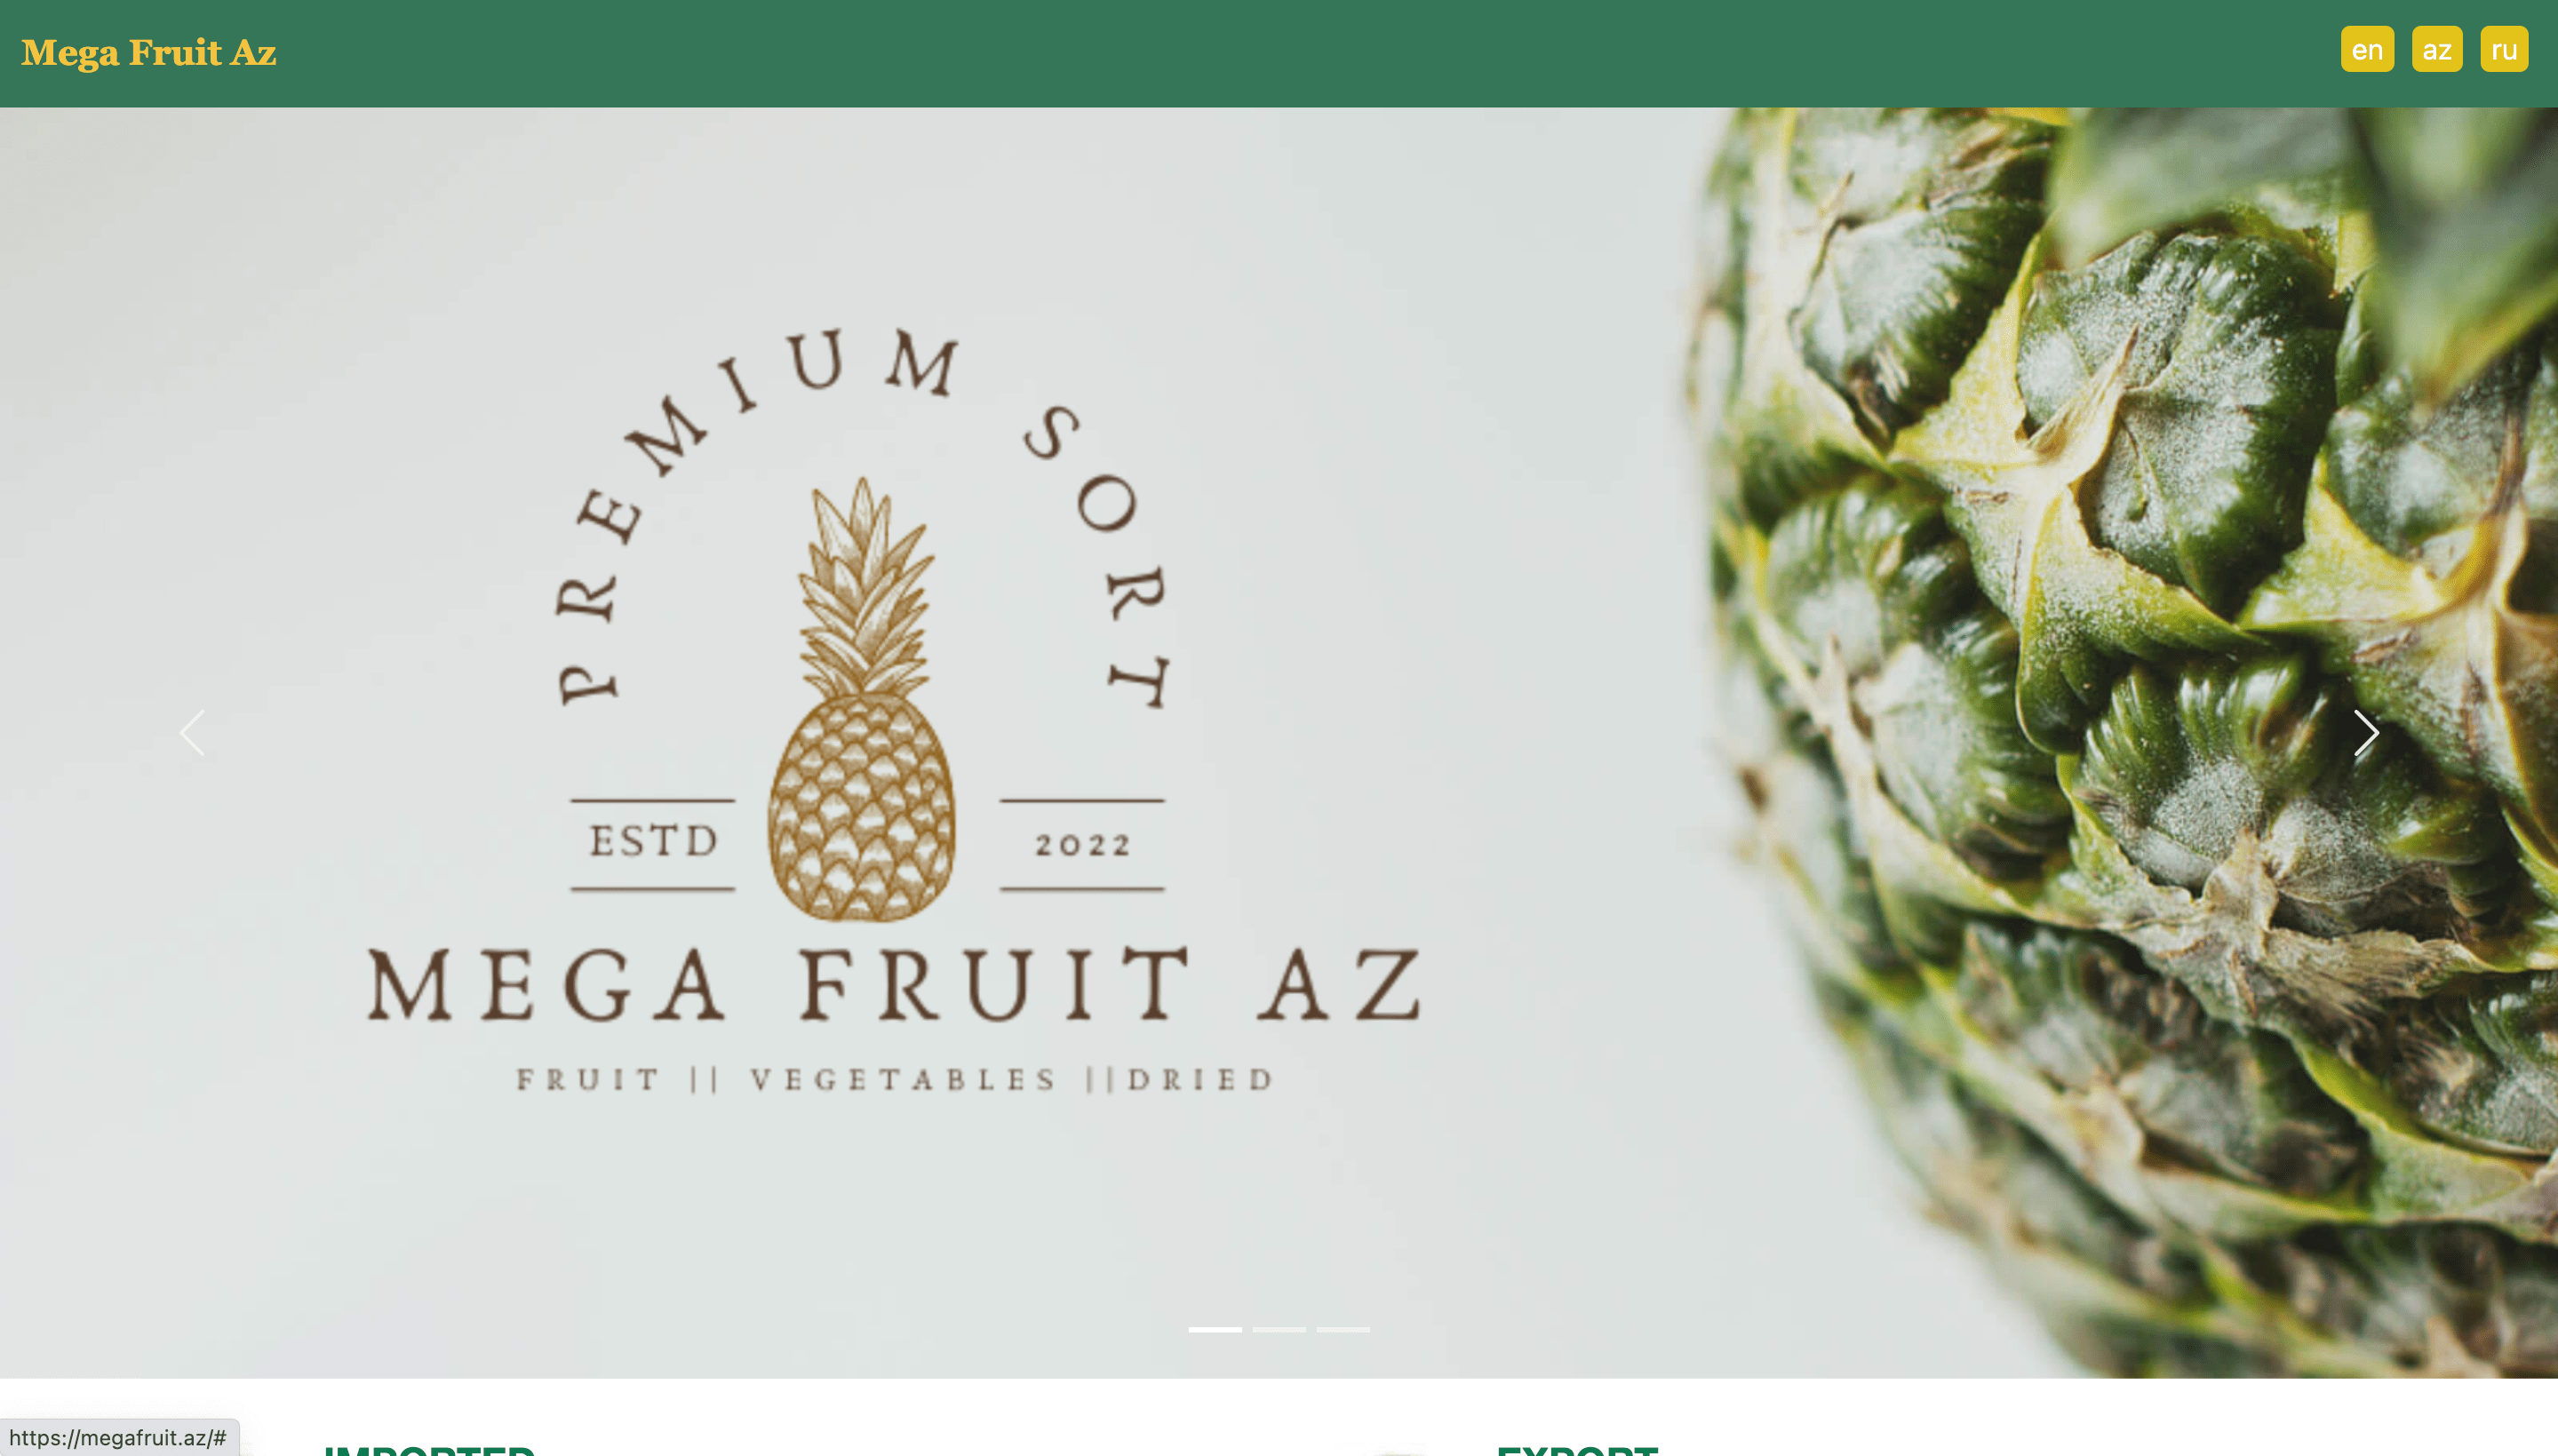 Mega Fruit Az
en az ru
PREMIUM SORT
ESTD 2022
MEGA FRUIT AZ
FRUIT || VEGETABLES ||DRIED
IMPORTED EXPORT
https://megafruit.az/#